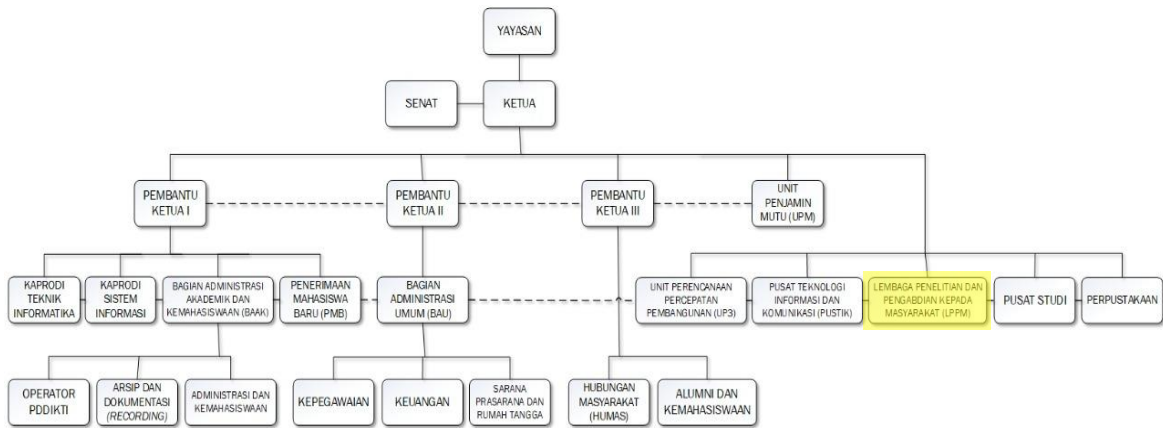 YAYASAN
SENAT
KETUA
PEMBANTU
KETUA I
PEMBANTU
KETUA II
PEMBANTU
KETUA III
UNIT
PENJAMIN
MUTU (UPM)
KAPRODI
TEKNIK
INFORMATIKA
KAPRODI
SISTEM
INFORMASI
BAGIAN ADMINISTRASI
AKADEMIK DAN
KEMAHASISWAAN (BAAK)
PENERIMAAN
MAHASISWA
BARU (PMB)
BAGIAN
ADMINISTRASI
UMUM (BAU)
UNIT PERENCANAAN
PERCEPATAN
PEMBANGUNAN (UP3)
PUSAT TEKNOLOGI
INFORMASI DAN
KOMUNIKASI (PUSTIK)
LEMBAGA PENELITIAN DAN
PENGABDIAN KEPADA
MASYARAKAT (LPPM)
PUSAT STUDI
PERPUSTAKAAN
OPERATOR
PDDIKTI
ARSIP DAN
DOKUMENTASI
(RECORDING)
ADMINISTRASI DAN
KEMAHASISWAAN
KEPEGAWAIAN
KEUANGAN
SARANA
PRASARANA DAN
RUMAH TANGGA
HUBUNGAN
MASYARAKAT
(HUMAS)
ALUMNI DAN
KEMAHASISWAAN